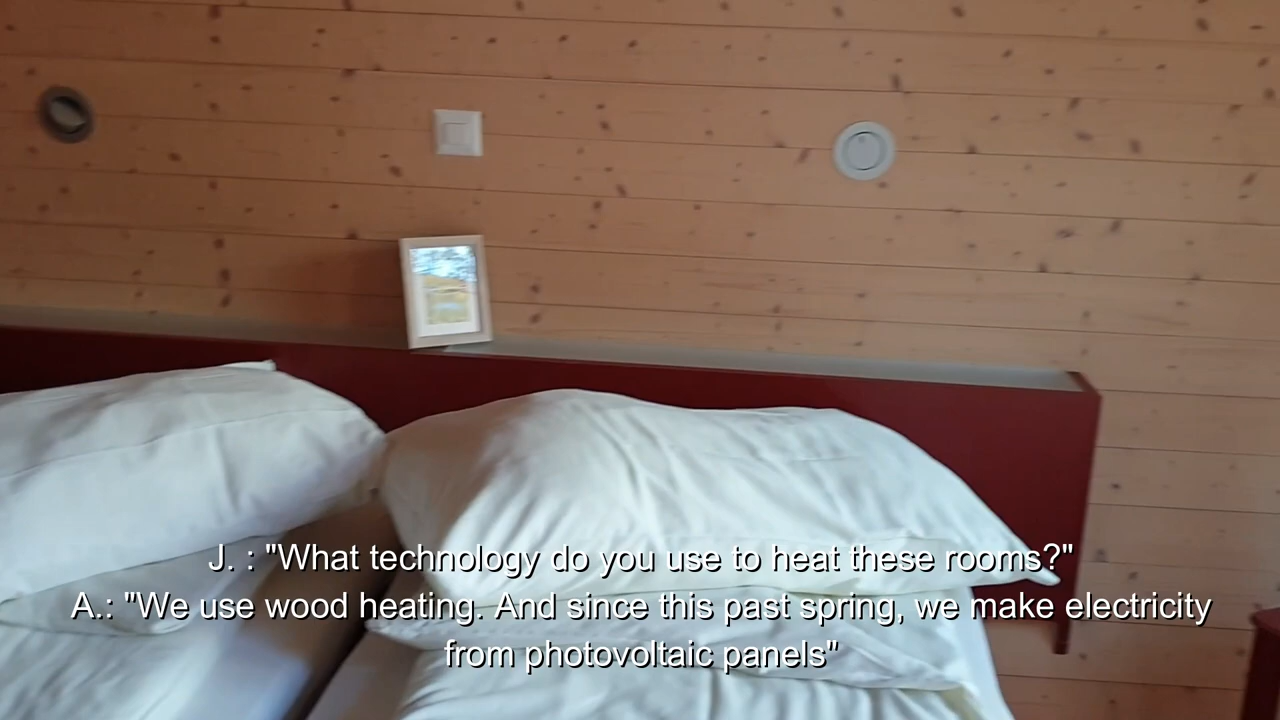 J. : "What technology do you use to heat these rooms?"
A.: "We use wood heating. And since this past spring, we make electricity
from photovoltaic panels"